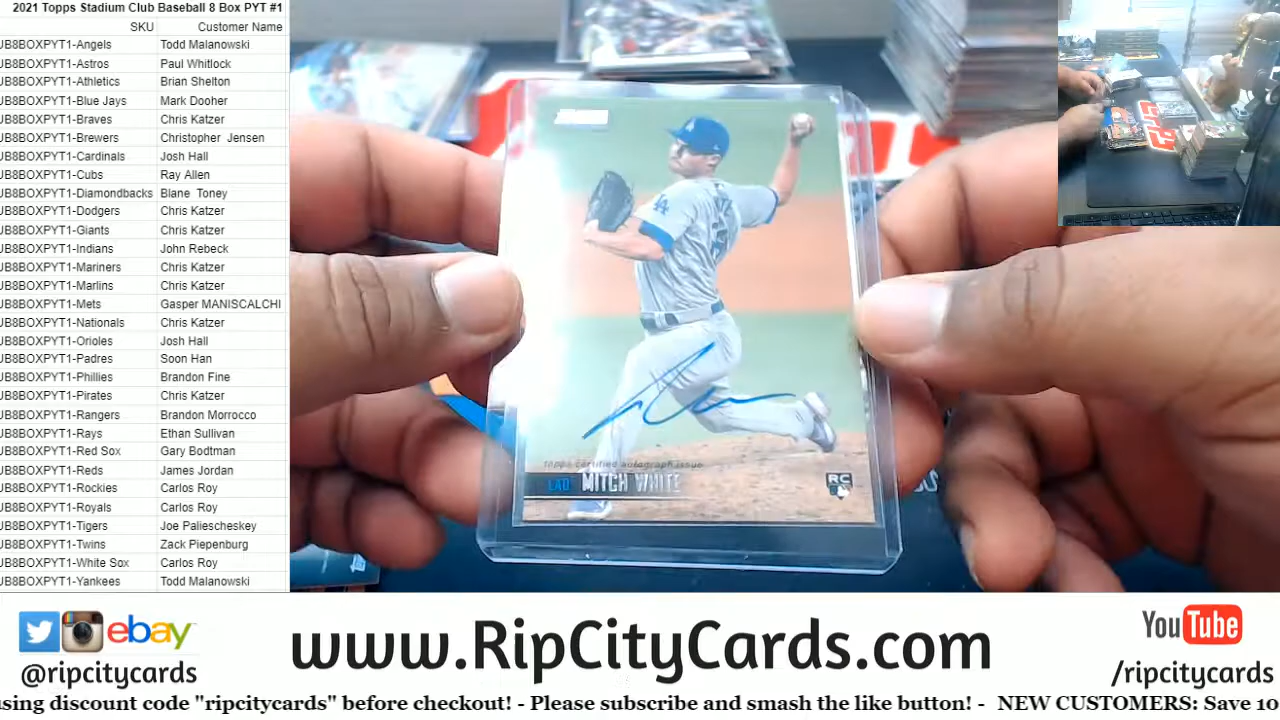 2021 Topps Stadium Club Baseball 8 Box PYT #1
SKU Customer Name
JB8BOXPYT1-Angels Todd Malanowski
JB8BOXPYT1-Astros Paul Whitlock
JB8BOXPYT1-Athletics Brian Shelton
JB8BOXPYT1-Blue Jays Mark Dooher
JB8BOXPYT1-Braves Chris Katzer
JB8BOXPYT1-Brewers Christopher Jensen
JB8BOXPYT1-Cardinals Josh Hall
JB8BOXPYT1-Cubs Ray Allen
JB8BOXPYT1-Diamondbacks Blane Toney
JB8BOXPYT1-Dodgers Chris Katzer
JB8BOXPYT1-Giants Chris Katzer
JB8BOXPYT1-Indians John Rebeck
JB8BOXPYT1-Mariners Chris Katzer
JB8BOXPYT1-Marlins Chris Katzer
JB8BOXPYT1-Mets Gasper MANISCALCHI
JB8BOXPYT1-Nationals Chris Katzer
JB8BOXPYT1-Orioles Josh Hall
JB8BOXPYT1-Padres Soon Han
JB8BOXPYT1-Phillies Brandon Fine
JB8BOXPYT1-Pirates Chris Katzer
JB8BOXPYT1-Rangers Brandon Morrocco
JB8BOXPYT1-Rays Ethan Sullivan
JB8BOXPYT1-Red Sox Gary Bodtman
JB8BOXPYT1-Reds James Jordan
JB8BOXPYT1-Rockies Carlos Roy
JB8BOXPYT1-Royals Carlos Roy
JB8BOXPYT1-Tigers Joe Paliescheskey
JB8BOXPYT1-Twins Zack Piepenburg
JB8BOXPYT1-White Sox Carlos Roy
JB8BOXPYT1-Yankees Todd Malanowski
LA
topps certified autograph issue
LAD MITCH WHITE
RC
ebay
@ripcitycards
www.RipCityCards.com
YouTube
/ripcitycards
using discount code "ripcitycards" before checkout! - Please subscribe and smash the like button! - NEW CUSTOMERS: Save 10